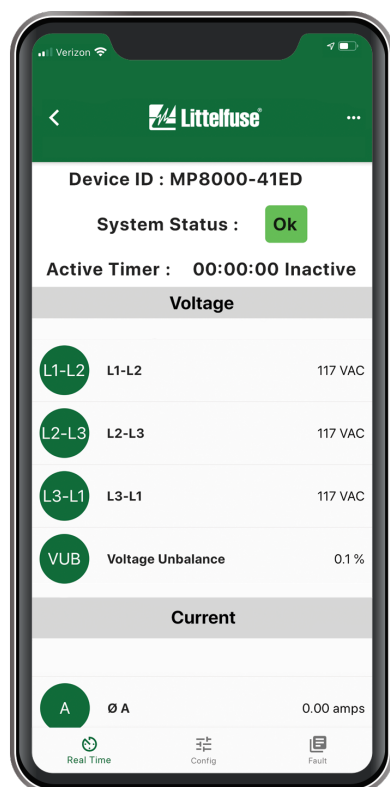 Verizon
Littelfuse®
Device ID : MP8000-41ED
System Status : Ok
Active Timer : 00:00:00 Inactive
Voltage
L1-L2 L1-L2 117 VAC
L2-L3 L2-L3 117 VAC
L3-L1 L3-L1 117 VAC
VUB Voltage Unbalance 0.1 %
Current
A Ø A 0.00 amps
Real Time Config Fault